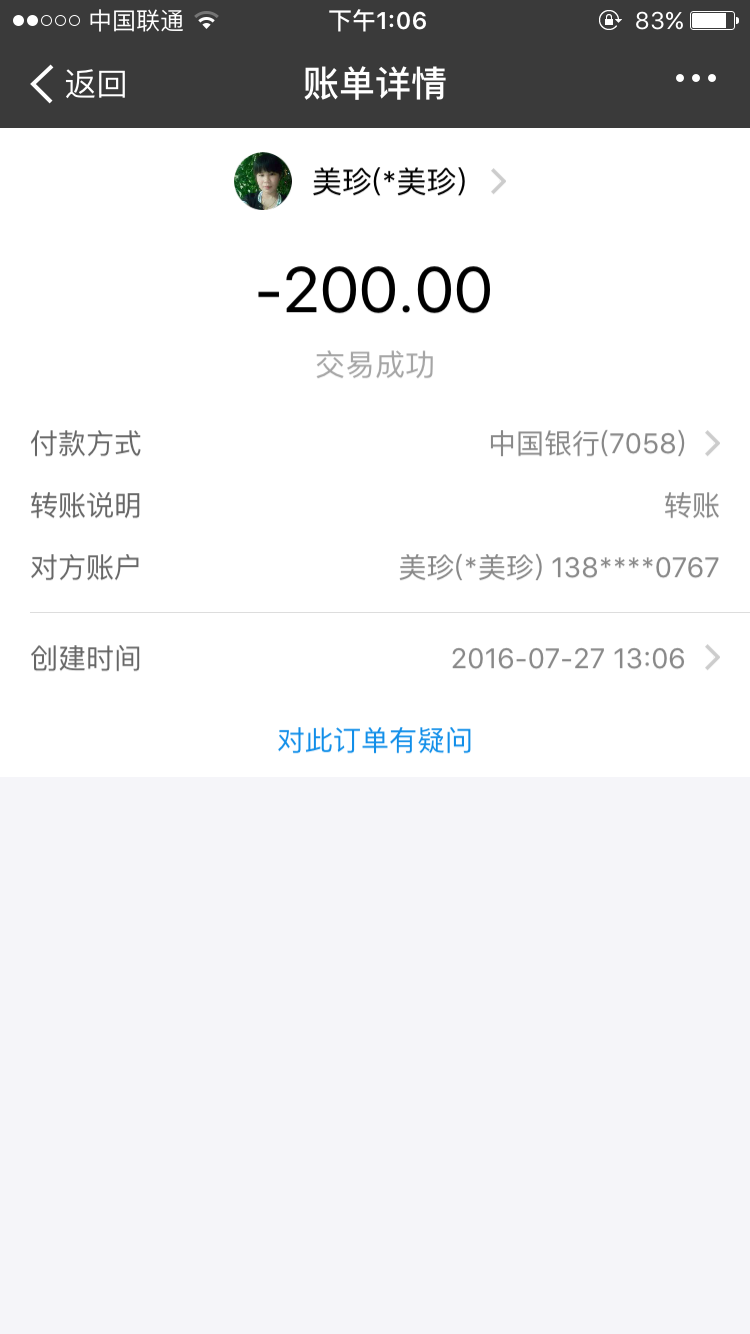 中国联通 下午1:06 83%
返回 账单详情
美珍(*美珍)
-200.00
交易成功
付款方式 中国银行(7058)
转账说明 转账
对方账户 美珍(*美珍) 138****0767
创建时间 2016-07-27 13:06
对此订单有疑问